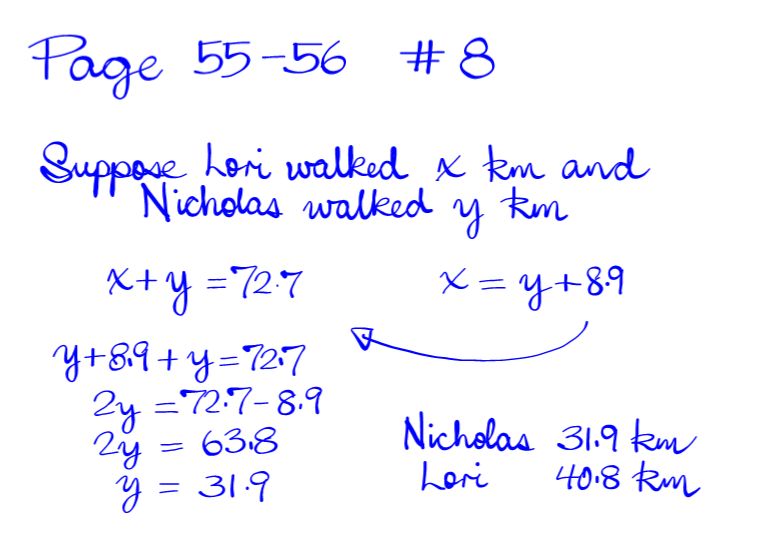 Page 55-56 #8
Suppose Lori walked x km and
Nicholas walked y km
x+y=72.7
x=y+8.9
y+8.9+y=72.7
2y=72.7-8.9
2y=63.8
y=31.9
Nicholas 31.9 km
Lori 40.8 km